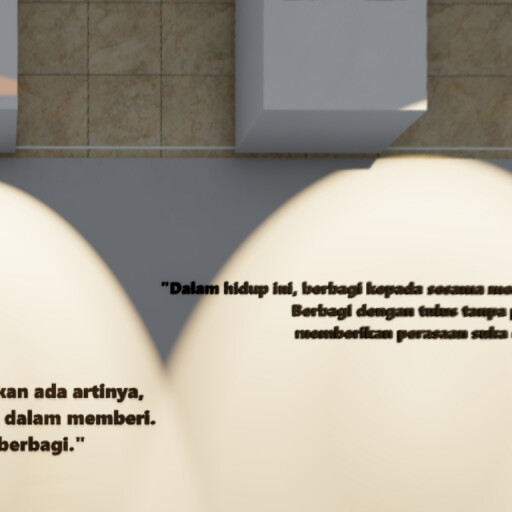 "Dalam hidup ini, berbagi kepada sesama
Berbagi dengan tulus tanpa
memberikan perasaan suka
kan ada artinya,
dalam memberi.
berbagi."